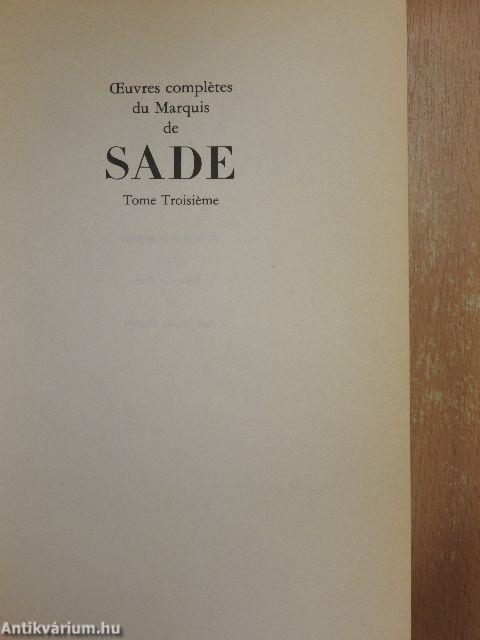 Œuvres complètes
du Marquis
de
SADE
Tome Troisième
Antikvárium.hu